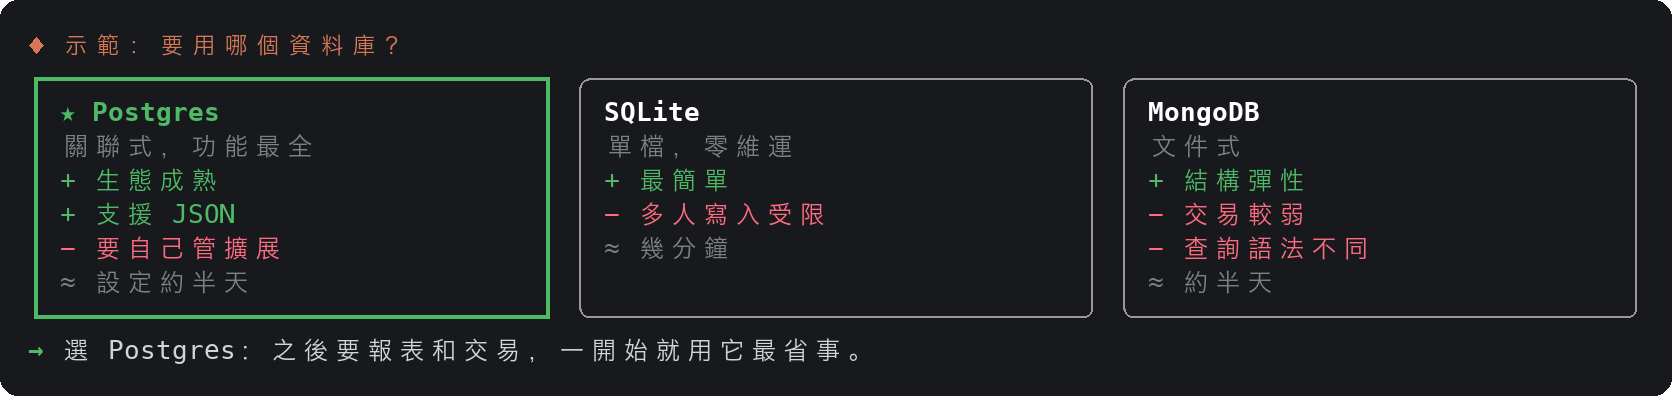 ♦ 示範: 要用哪個資料庫?
★ Postgres
關聯式, 功能最全
+ 生態成熟
+ 支援 JSON
− 要自己管擴展
≈ 設定約半天
SQLite
單檔, 零維運
+ 最簡單
− 多人寫入受限
≈ 幾分鐘
MongoDB
文件式
+ 結構彈性
− 交易較弱
− 查詢語法不同
≈ 約半天
→ 選 Postgres: 之後要報表和交易, 一開始就用它最省事。